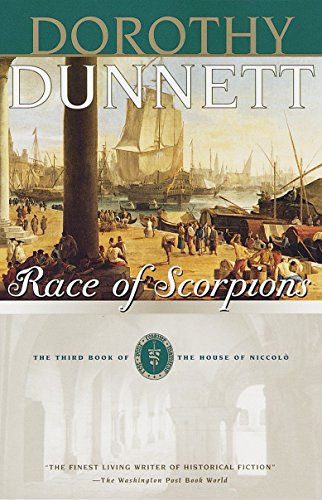 DOROTHY
DUNNETT
Race of Scorpions
THE THIRD BOOK OF THE HOUSE OF NICCOLÒ
"THE FINEST LIVING WRITER OF HISTORICAL FICTION"
—The Washington Post Book World